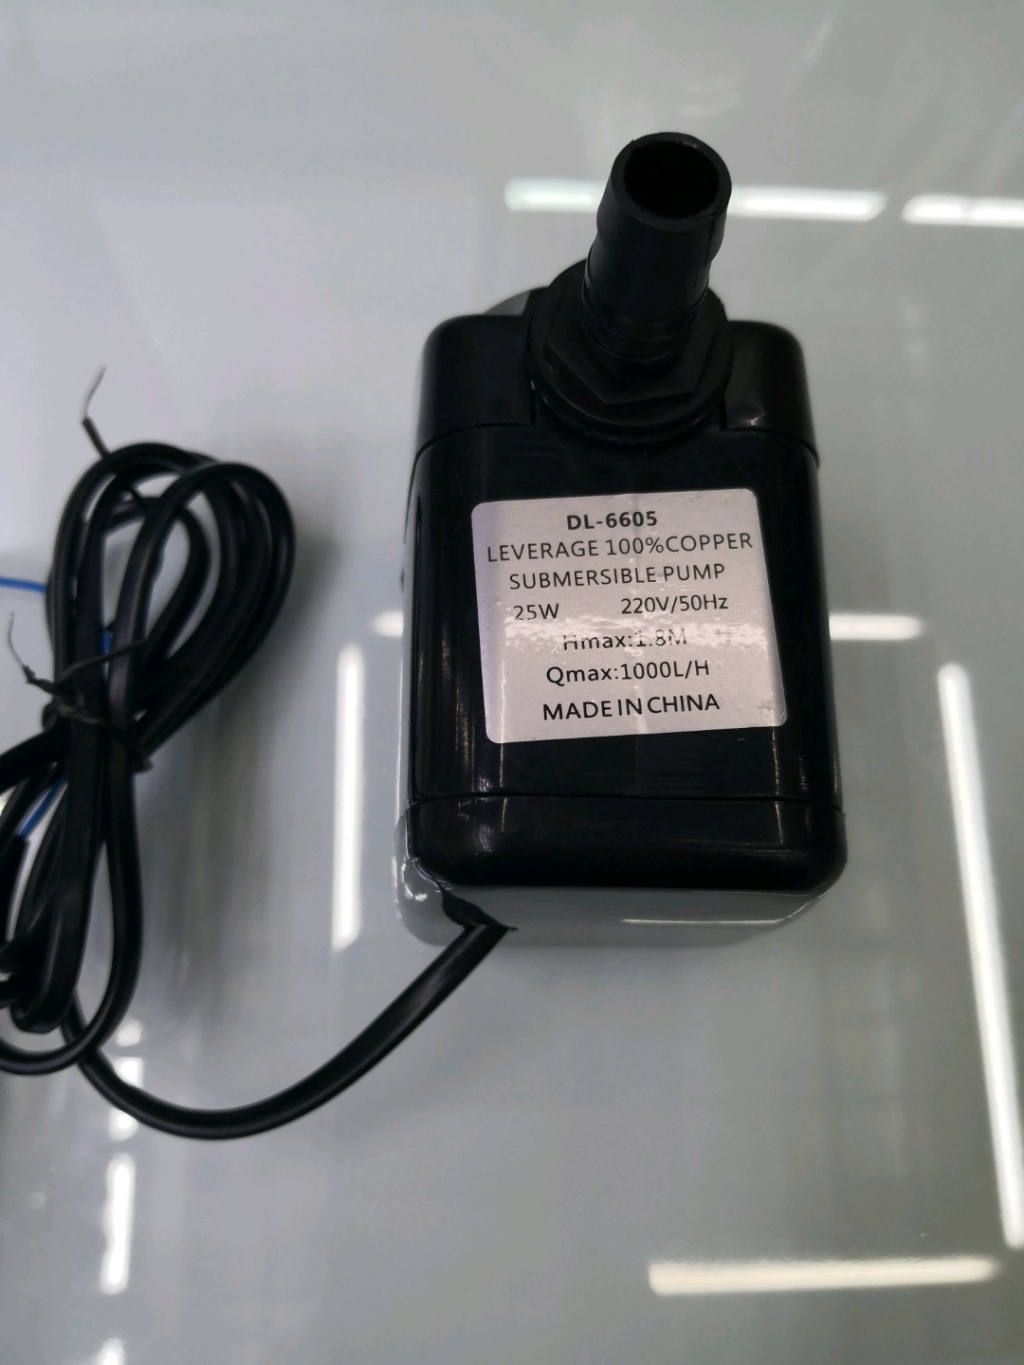 DL-6605
LEVERAGE 100%COPPER
SUBMERSIBLE PUMP
25W 220V/50Hz
Hmax:1.8M
Qmax:1000L/H
MADE IN CHINA